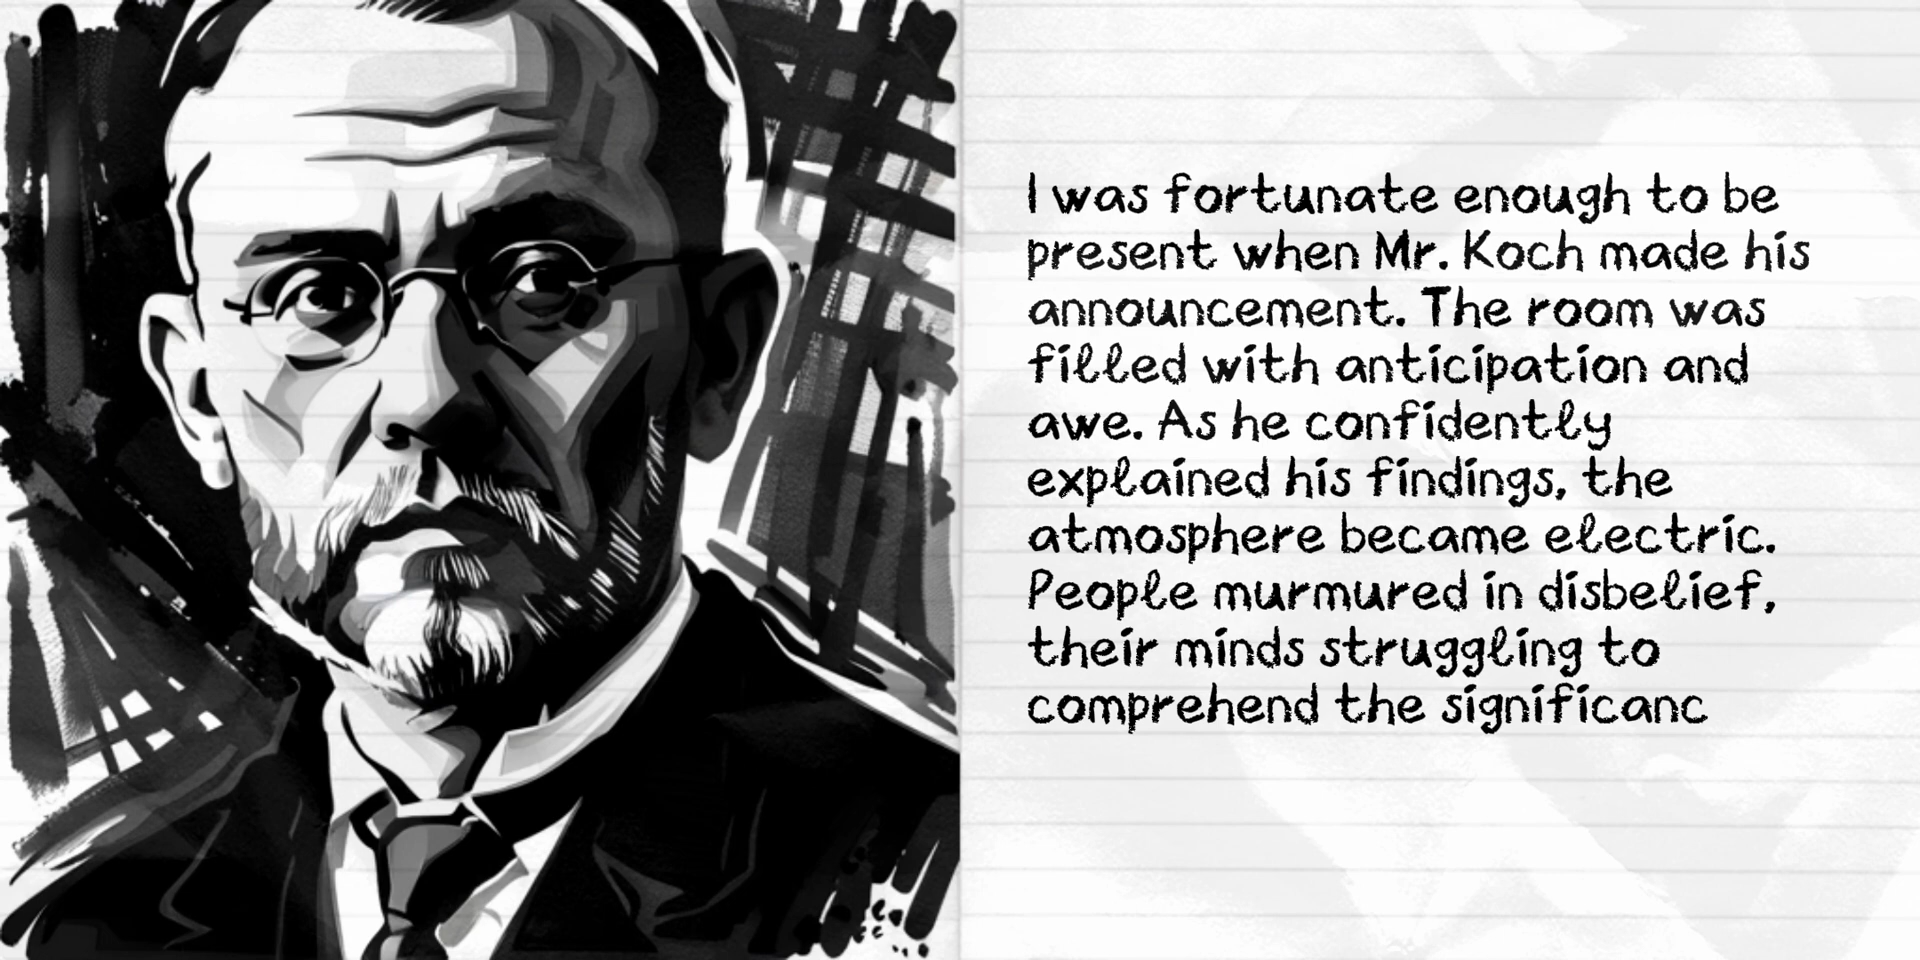 I was fortunate enough to be
present when Mr. Koch made his
announcement. The room was
filled with anticipation and
awe. As he confidently
explained his findings, the
atmosphere became electric.
People murmured in disbelief,
their minds struggling to
comprehend the significanc